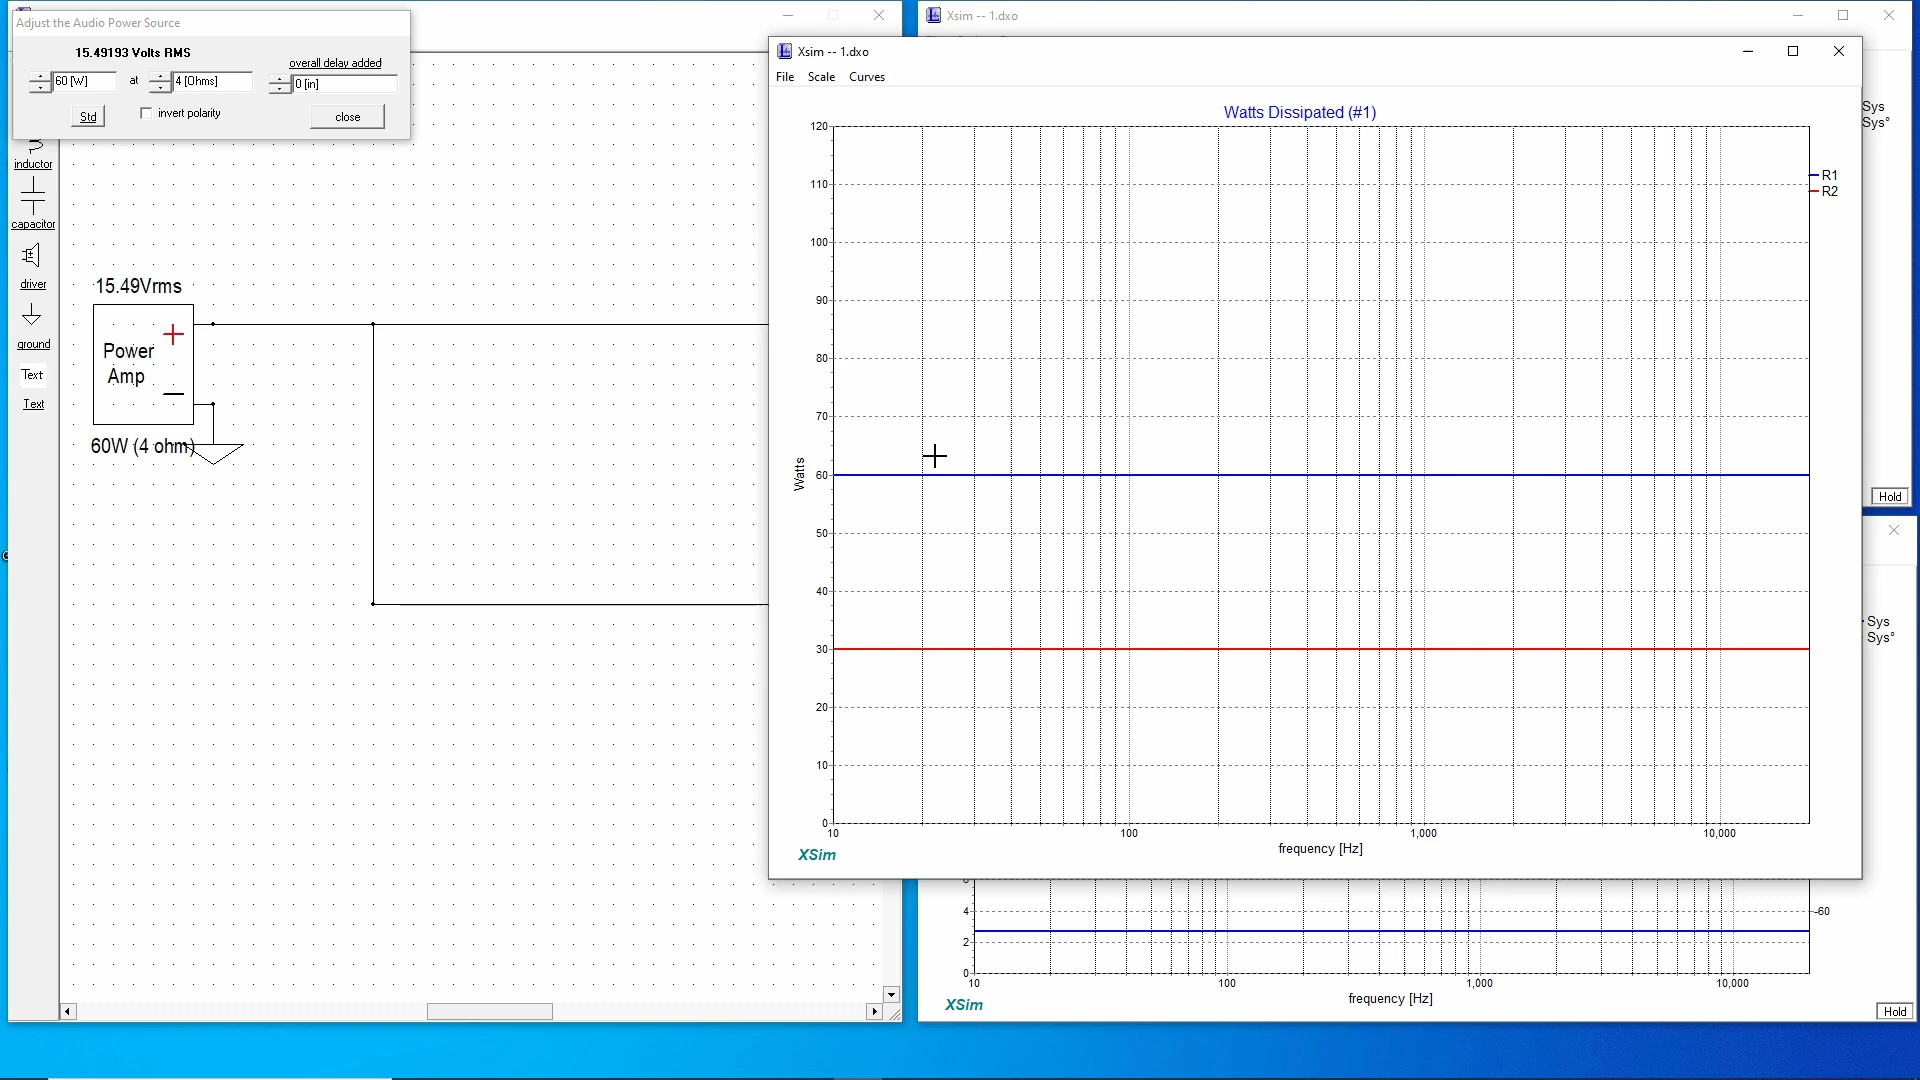 Adjust the Audio Power Source
15.49193 Volts RMS
overall delay added
60 [W]
at
4 [Ohms]
0 [in]
Std
invert polarity
close
inductor
capacitor
driver
ground
Text
Text
15.49Vrms
Power
Amp
60W (4 ohm)
Xsim -- 1.dxo
Xsim -- 1.dxo
File Scale Curves
Watts Dissipated (#1)
120
110
100
90
80
70
60
50
40
30
20
10
0
Watts
10 100 1,000 10,000
frequency [Hz]
XSim
R1
R2
Sys
Sys°
Hold
Sys
Sys°
4
2
0
-60
10 100 1,000 10,000
frequency [Hz]
XSim
Hold